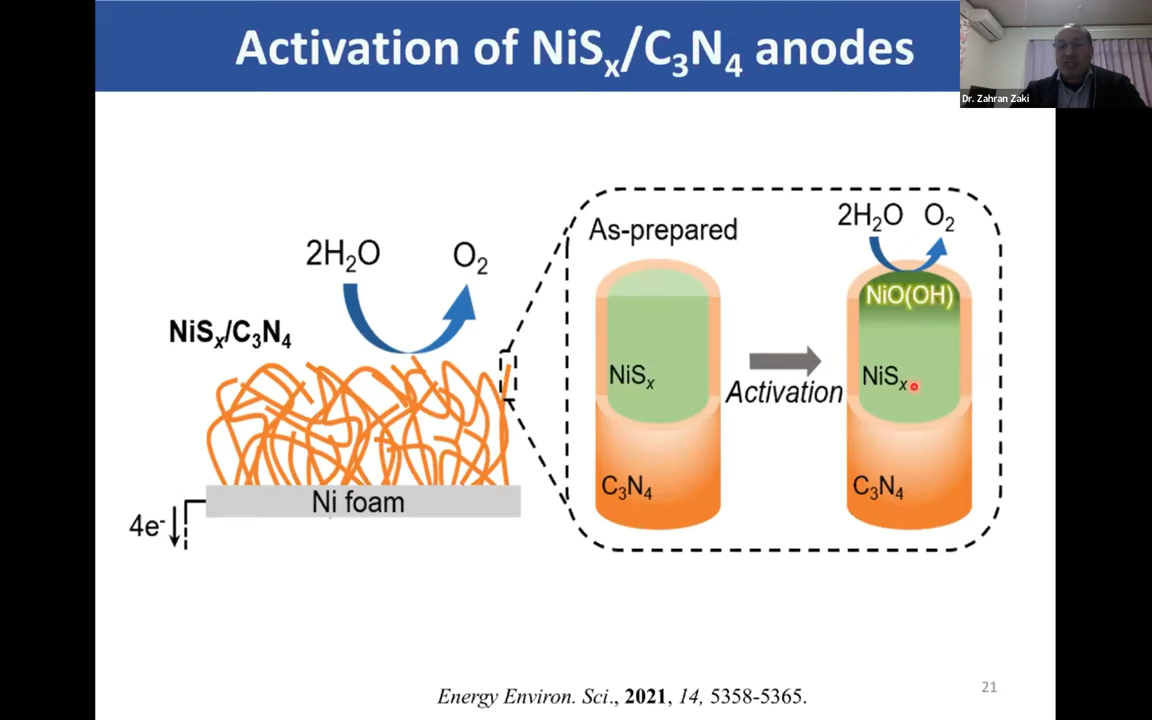 Activation of NiSₓ/C₃N₄ anodes
Dr. Zahran Zaki
2H₂O O₂
NiSₓ/C₃N₄
Ni foam
4e⁻
As-prepared
NiSₓ
C₃N₄
Activation
2H₂O O₂
NiO(OH)
NiSₓ
C₃N₄
Energy Environ. Sci., 2021, 14, 5358-5365.
21